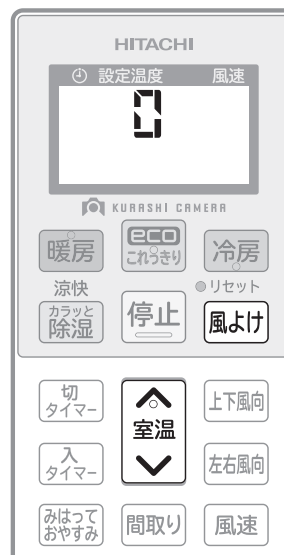 HITACHI
設定温度 風速
0
KURASHI CAMERA
暖房 eco これっきり 冷房
涼快 リセット
カラッと除湿 停止 風よけ
切タイマー 室温 上下風向
入タイマー 左右風向
みはっておやすみ 間取り 風速